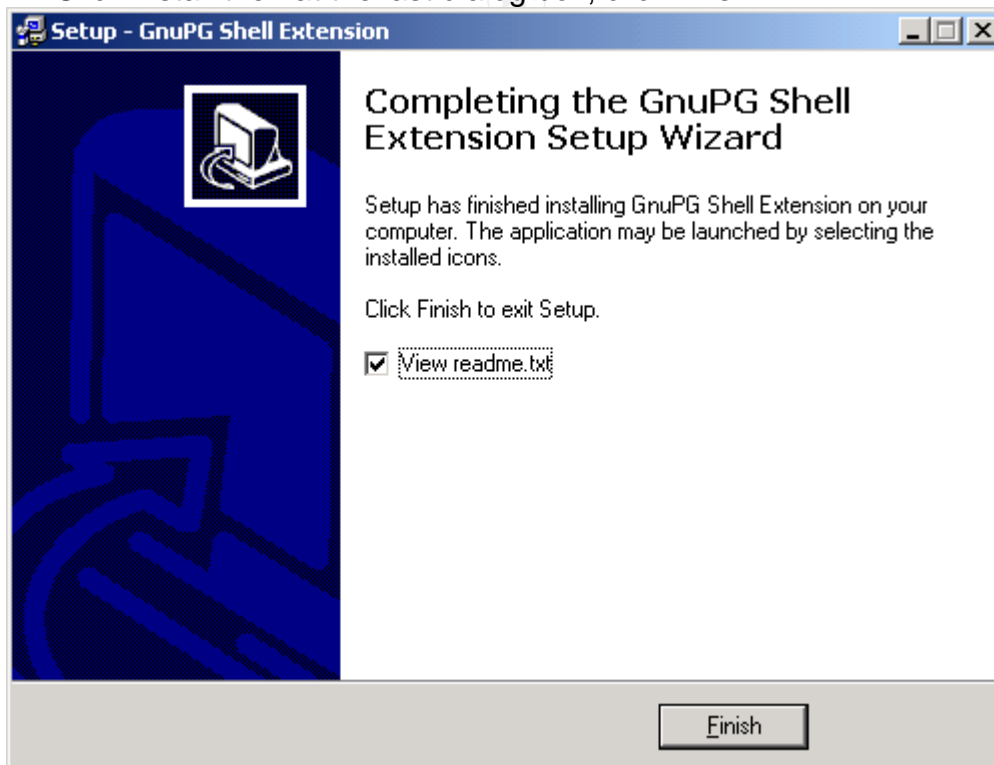 Setup - GnuPG Shell Extension
Completing the GnuPG Shell
Extension Setup Wizard
Setup has finished installing GnuPG Shell Extension on your
computer. The application may be launched by selecting the
installed icons.
Click Finish to exit Setup.
View readme.txt
Finish